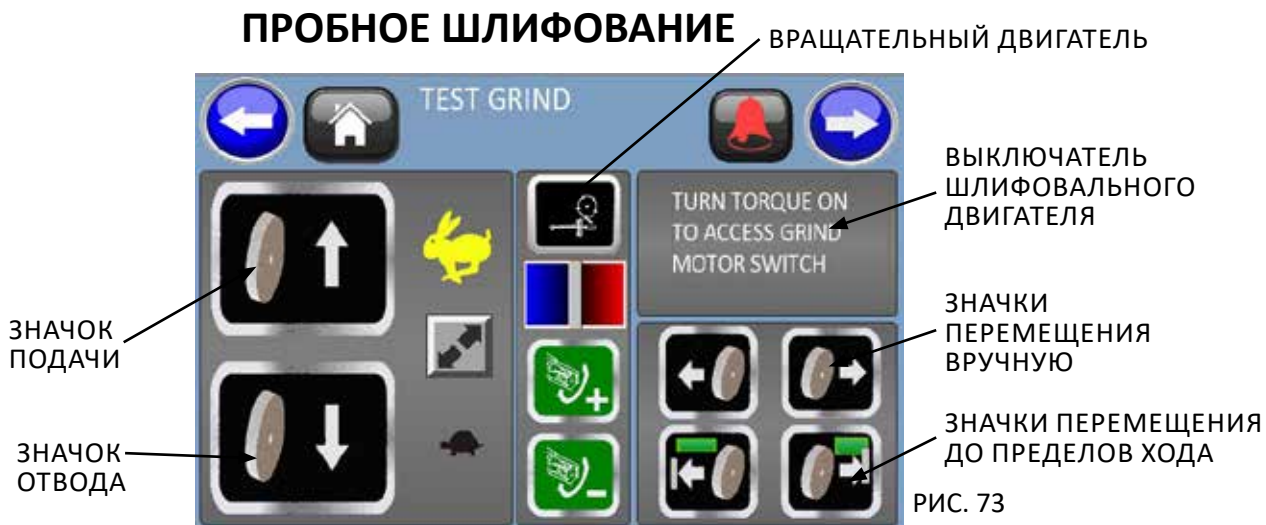 ПРОБНОЕ ШЛИФОВАНИЕ
ВРАЩАТЕЛЬНЫЙ ДВИГАТЕЛЬ
TEST GRIND
ВЫКЛЮЧАТЕЛЬ
ШЛИФОВАЛЬНОГО
ДВИГАТЕЛЯ
TURN TORQUE ON
TO ACCESS GRIND
MOTOR SWITCH
ЗНАЧОК
ПОДАЧИ
ЗНАЧКИ
ПЕРЕМЕЩЕНИЯ
ВРУЧНУЮ
ЗНАЧОК
ОТВОДА
ЗНАЧКИ ПЕРЕМЕЩЕНИЯ
ДО ПРЕДЕЛОВ ХОДА
РИС. 73